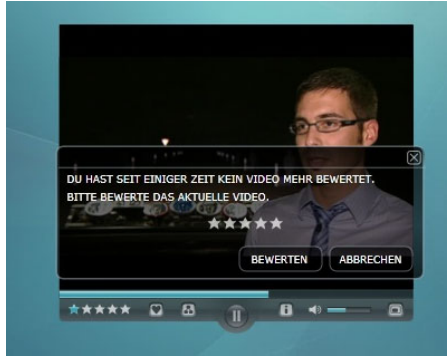 DU HAST SEIT EINIGER ZEIT KEIN VIDEO MEHR BEWERTET.
BITTE BEWERTE DAS AKTUELLE VIDEO.
BEWERTEN
ABBRECHEN